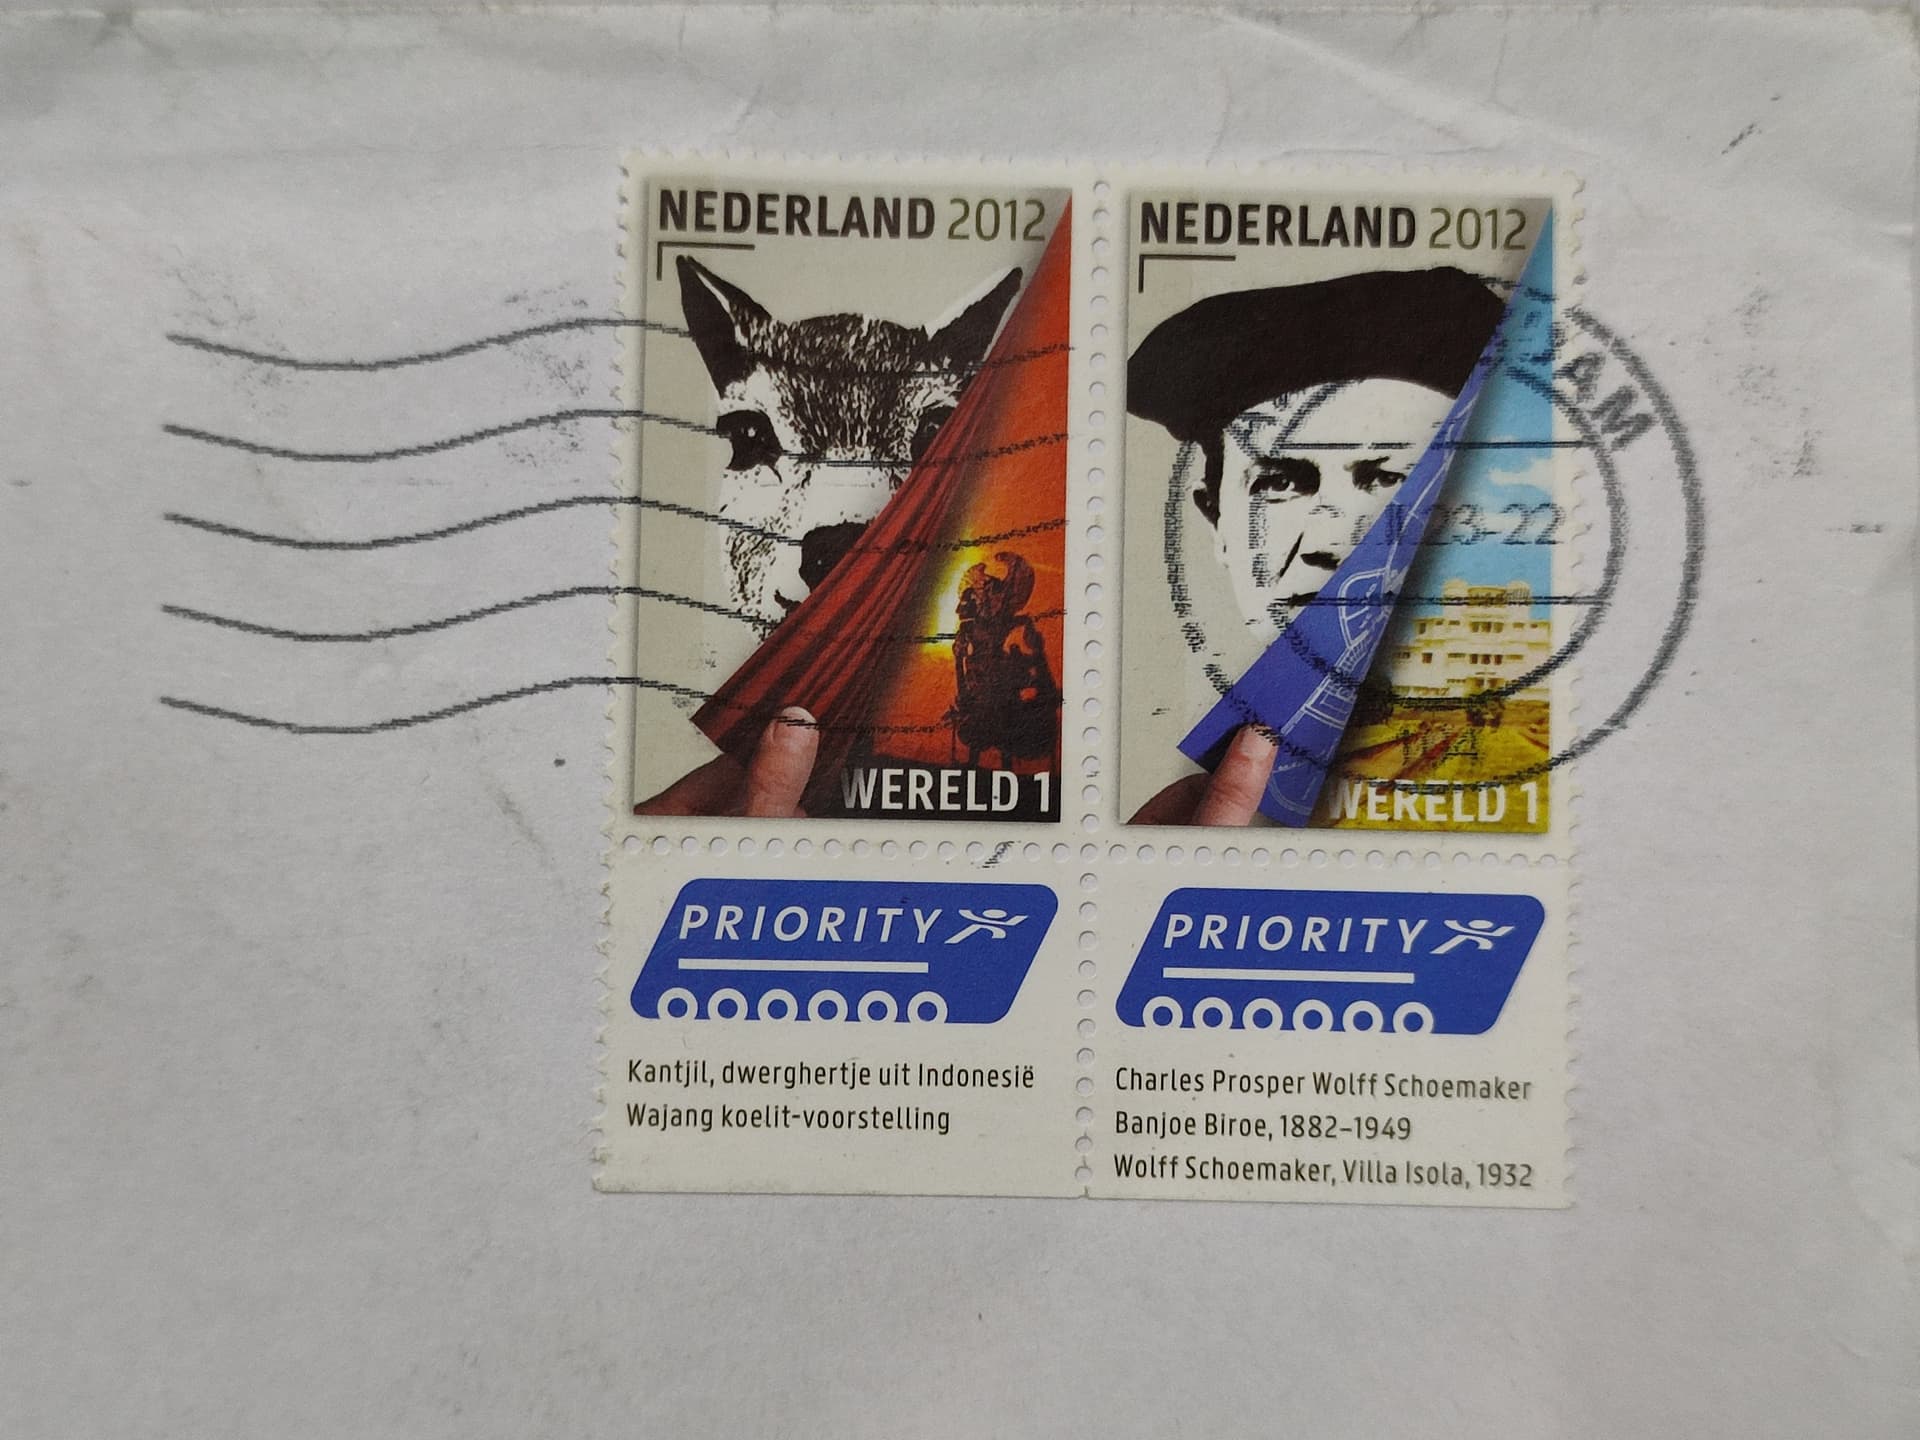 NEDERLAND 2012
WERELD 1
PRIORITY
Kantjil, dwerghertje uit Indonesië
Wajang koelit-voorstelling
NEDERLAND 2012
WERELD 1
PRIORITY
Charles Prosper Wolff Schoemaker
Banjoe Biroe, 1882–1949
Wolff Schoemaker, Villa Isola, 1932